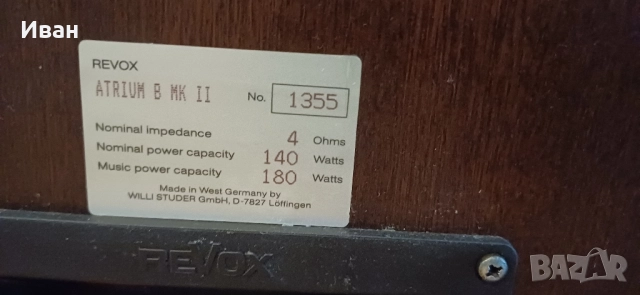 Иван
REVOX
ATRIUM B MK II No. 1355
Nominal impedance 4 Ohms
Nominal power capacity 140 Watts
Music power capacity 180 Watts
Made in West Germany by
WILLI STUDER GmbH, D-7827 Löffingen
REVOX
BAZAR